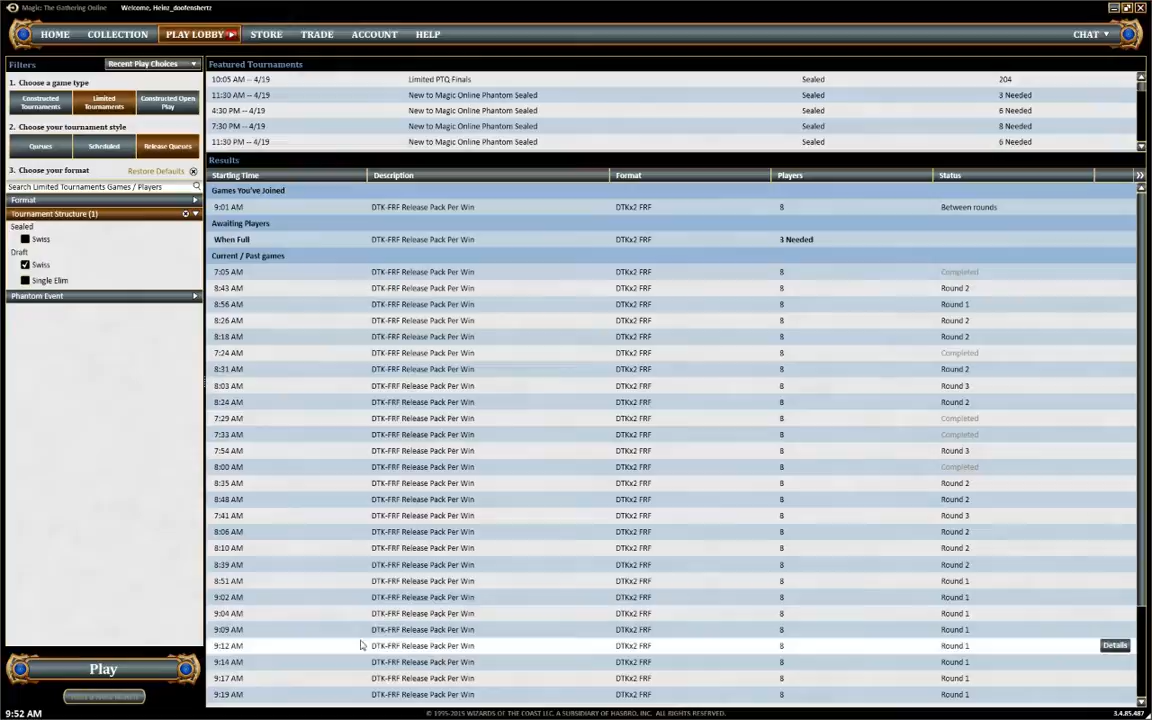 Magic: The Gathering Online Welcome, Heinz_doofenshertz
HOME COLLECTION PLAY LOBBY STORE TRADE ACCOUNT HELP CHAT
Filters Recent Play Choices
1. Choose a game type
Constructed Tournaments Limited Tournaments Constructed Open Play
2. Choose your tournament style
Queues Scheduled Release Queues
3. Choose your format Restore Defaults
Search Limited Tournaments Games / Players
Format
Tournament Structure (1)
Sealed
Swiss
Draft
Swiss
Single Elim
Phantom Event
Play
9:52 AM
Featured Tournaments
10:05 AM -- 4/19 Limited PTQ Finals Sealed 204
11:30 AM -- 4/19 New to Magic Online Phantom Sealed Sealed 3 Needed
4:30 PM -- 4/19 New to Magic Online Phantom Sealed Sealed 6 Needed
7:30 PM -- 4/19 New to Magic Online Phantom Sealed Sealed 8 Needed
11:30 PM -- 4/19 New to Magic Online Phantom Sealed Sealed 6 Needed
Results
Starting Time Description Format Players Status
Games You've Joined
9:01 AM DTK-FRF Release Pack Per Win DTKx2 FRF 8 Between rounds
Awaiting Players
When Full DTK-FRF Release Pack Per Win DTKx2 FRF 3 Needed
Current / Past games
7:05 AM DTK-FRF Release Pack Per Win DTKx2 FRF 8 Completed
8:43 AM DTK-FRF Release Pack Per Win DTKx2 FRF 8 Round 2
8:56 AM DTK-FRF Release Pack Per Win DTKx2 FRF 8 Round 1
8:26 AM DTK-FRF Release Pack Per Win DTKx2 FRF 8 Round 2
8:18 AM DTK-FRF Release Pack Per Win DTKx2 FRF 8 Round 2
7:24 AM DTK-FRF Release Pack Per Win DTKx2 FRF 8 Completed
8:31 AM DTK-FRF Release Pack Per Win DTKx2 FRF 8 Round 2
8:03 AM DTK-FRF Release Pack Per Win DTKx2 FRF 8 Round 3
8:24 AM DTK-FRF Release Pack Per Win DTKx2 FRF 8 Round 2
7:29 AM DTK-FRF Release Pack Per Win DTKx2 FRF 8 Completed
7:33 AM DTK-FRF Release Pack Per Win DTKx2 FRF 8 Completed
7:54 AM DTK-FRF Release Pack Per Win DTKx2 FRF 8 Round 3
8:00 AM DTK-FRF Release Pack Per Win DTKx2 FRF 8 Completed
8:35 AM DTK-FRF Release Pack Per Win DTKx2 FRF 8 Round 2
8:48 AM DTK-FRF Release Pack Per Win DTKx2 FRF 8 Round 2
7:41 AM DTK-FRF Release Pack Per Win DTKx2 FRF 8 Round 3
8:06 AM DTK-FRF Release Pack Per Win DTKx2 FRF 8 Round 2
8:10 AM DTK-FRF Release Pack Per Win DTKx2 FRF 8 Round 2
8:39 AM DTK-FRF Release Pack Per Win DTKx2 FRF 8 Round 2
8:51 AM DTK-FRF Release Pack Per Win DTKx2 FRF 8 Round 1
9:02 AM DTK-FRF Release Pack Per Win DTKx2 FRF 8 Round 1
9:04 AM DTK-FRF Release Pack Per Win DTKx2 FRF 8 Round 1
9:09 AM DTK-FRF Release Pack Per Win DTKx2 FRF 8 Round 1
9:12 AM DTK-FRF Release Pack Per Win DTKx2 FRF 8 Round 1 Details
9:14 AM DTK-FRF Release Pack Per Win DTKx2 FRF 8 Round 1
9:17 AM DTK-FRF Release Pack Per Win DTKx2 FRF 8 Round 1
9:19 AM DTK-FRF Release Pack Per Win DTKx2 FRF 8 Round 1
© 1995-2015 WIZARDS OF THE COAST LLC, A SUBSIDIARY OF HASBRO, INC. ALL RIGHTS RESERVED. 3.4.85.487